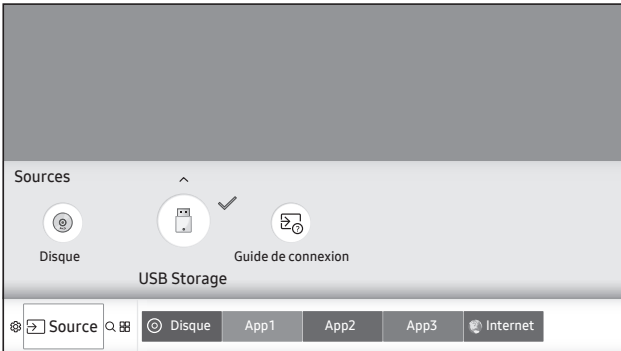 Sources
Disque
Guide de connexion
USB Storage
Source
Disque App1 App2 App3 Internet